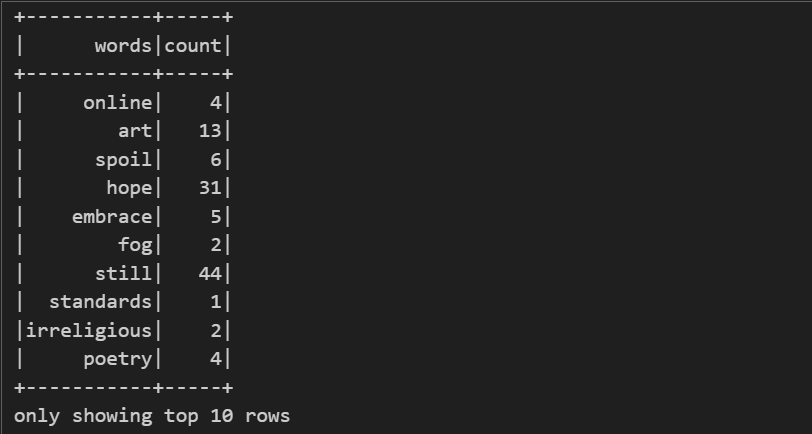 +-----------+-----+
|      words|count|
+-----------+-----+
|     online|    4|
|        art|   13|
|      spoil|    6|
|       hope|   31|
|    embrace|    5|
|        fog|    2|
|      still|   44|
|  standards|    1|
|irreligious|    2|
|     poetry|    4|
+-----------+-----+
only showing top 10 rows